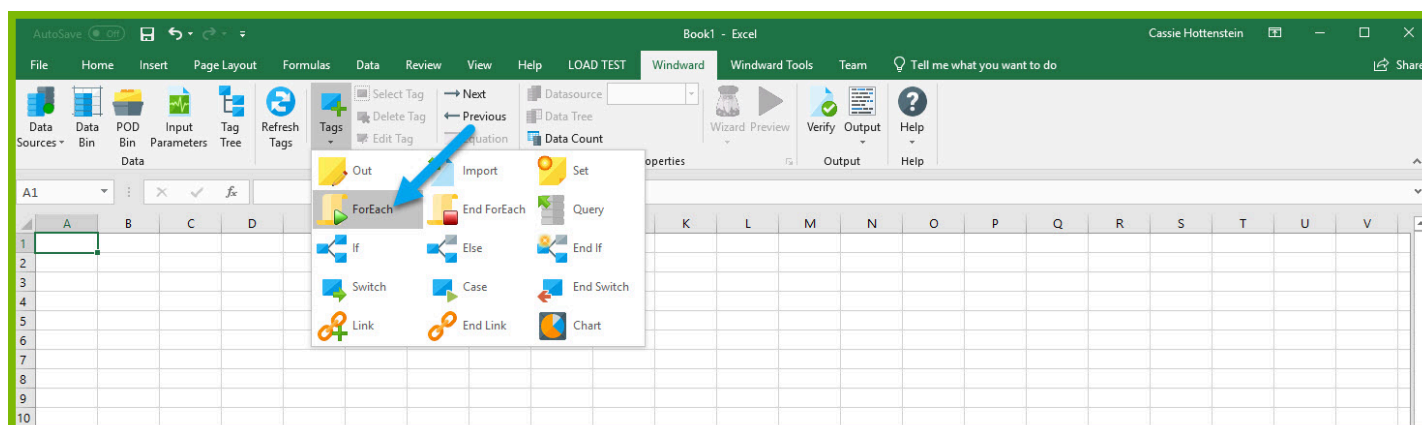 AutoSave Off Book1 - Excel Cassie Hottenstein
File Home Insert Page Layout Formulas Data Review View Help LOAD TEST Windward Windward Tools Team Tell me what you want to do Share
Select Tag Next Datasource
Delete Tag Previous Data Tree
Edit Tag Equation Data Count
Data Sources Data Bin POD Bin Input Parameters Tag Tree Refresh Tags Tags Wizard Preview Verify Output Help
Data operties Output Help
Out Import Set
A1 fx
ForEach End ForEach Query
A B C D K L M N O P Q R S T U V
1
If Else End If
2
3
Switch Case End Switch
4
5
Link End Link Chart
6
7
8
9
10